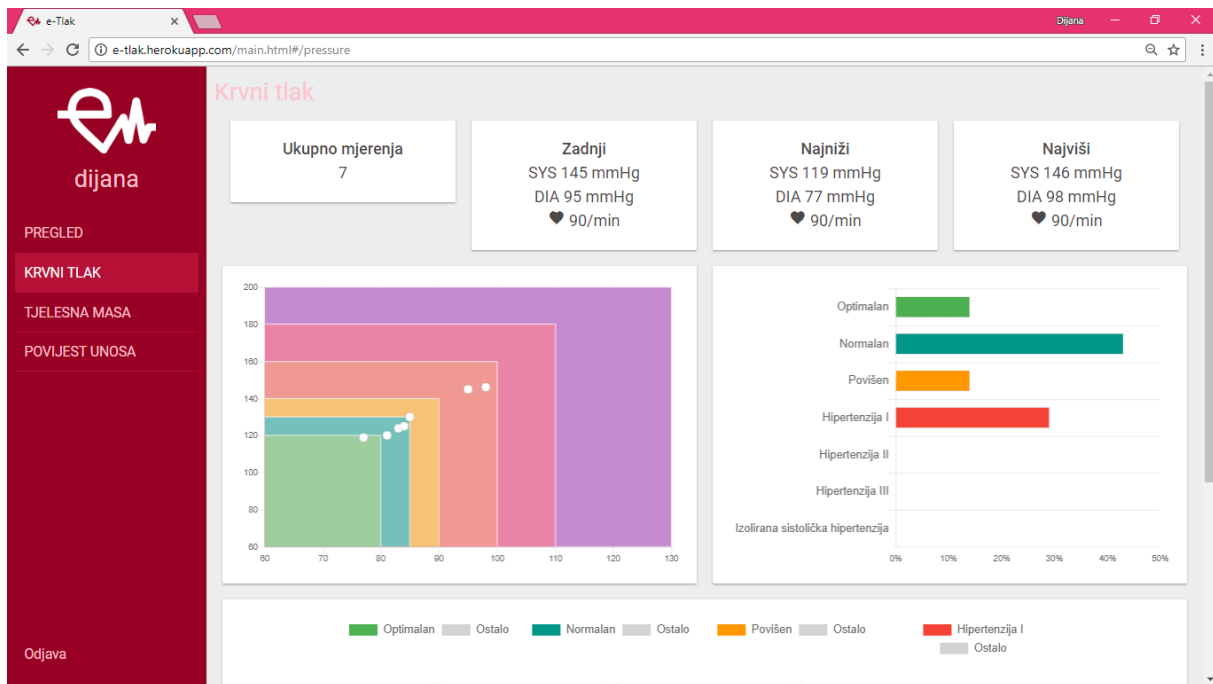 e-Tlak
Dijana
e-tlak.herokuapp.com/main.html#/pressure
dijana
PREGLED
KRVNI TLAK
TJELESNA MASA
POVIJEST UNOSA
Odjava
Krvni tlak
Ukupno mjerenja
7
Zadnji
SYS 145 mmHg
DIA 95 mmHg
90/min
Najniži
SYS 119 mmHg
DIA 77 mmHg
90/min
Najviši
SYS 146 mmHg
DIA 98 mmHg
90/min
200
180
160
140
120
100
80
60
60 70 80 90 100 110 120 130
Optimalan
Normalan
Povišen
Hipertenzija I
Hipertenzija II
Hipertenzija III
Izolirana sistolička hipertenzija
0% 10% 20% 30% 40% 50%
Optimalan Ostalo Normalan Ostalo Povišen Ostalo Hipertenzija I
Ostalo